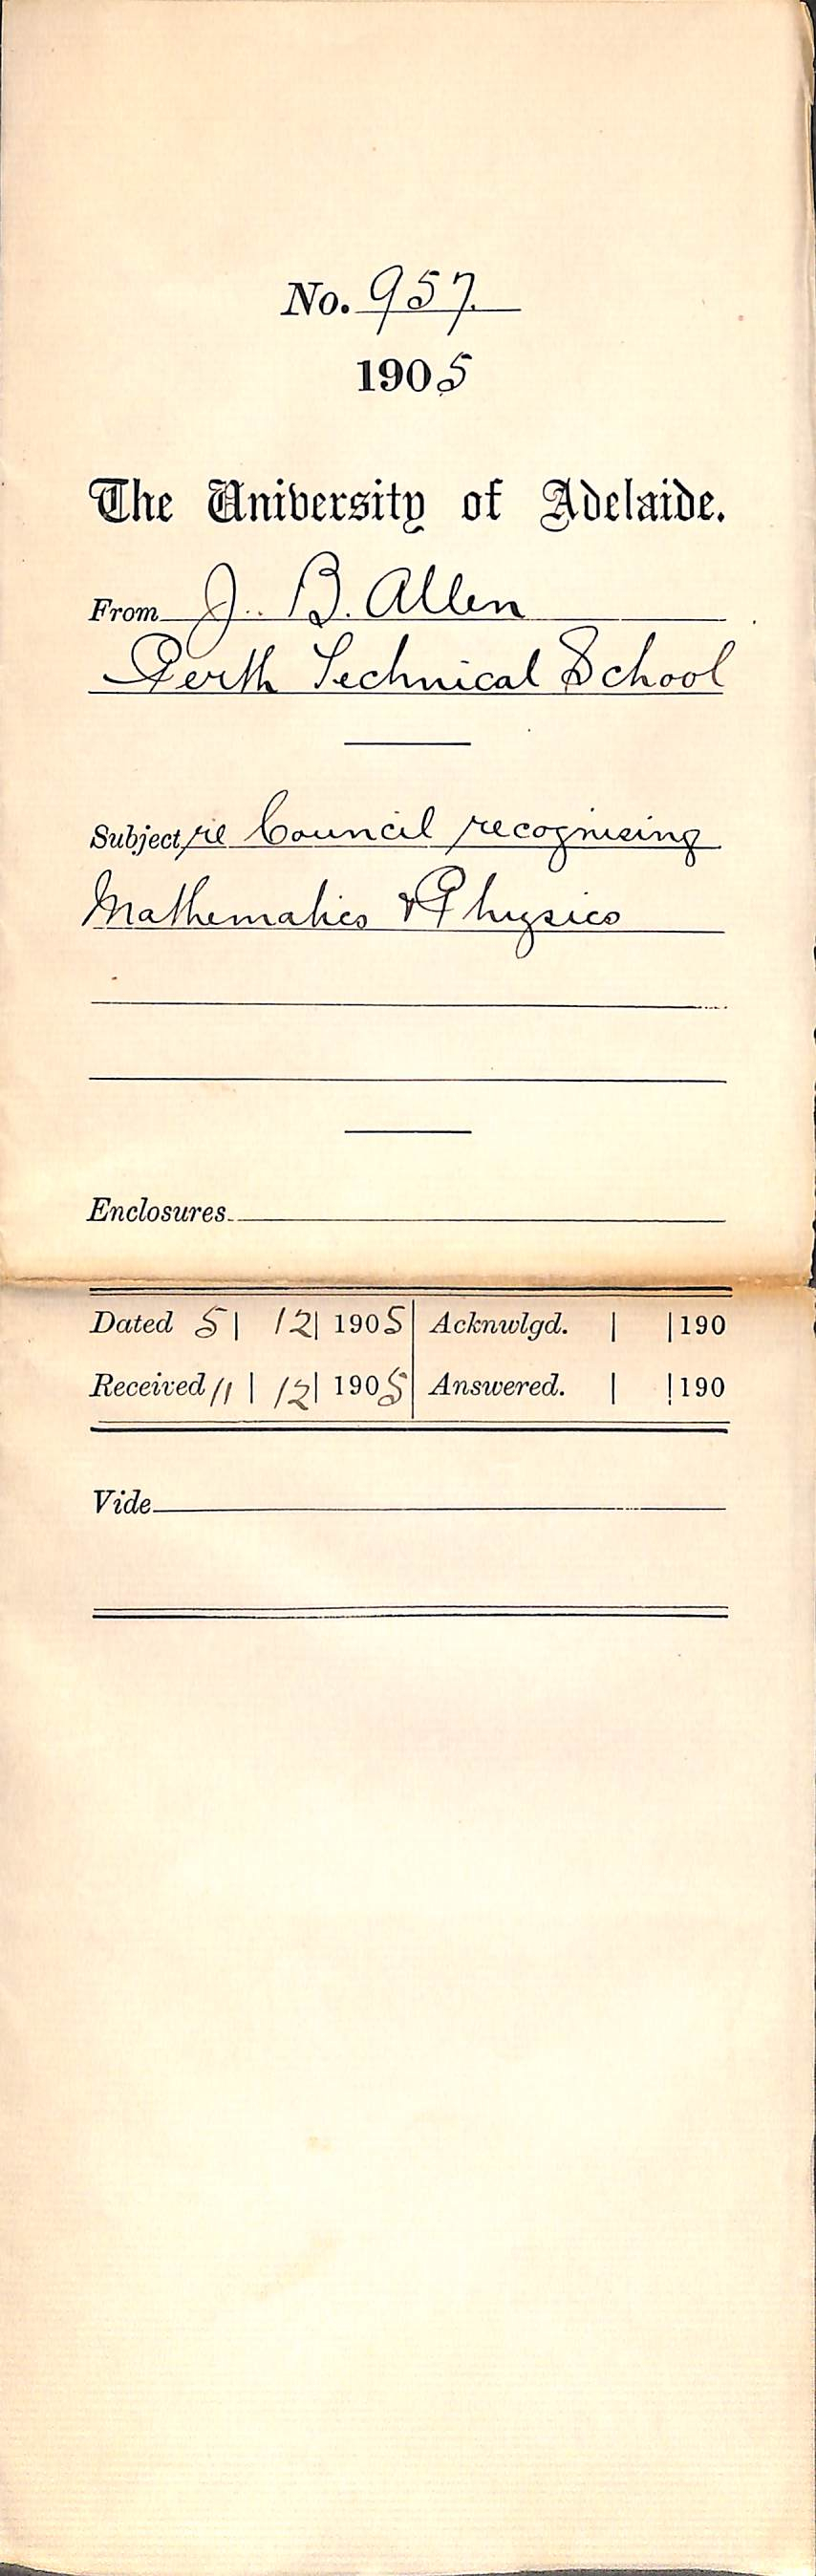 No. 957.
1905
The University of Adelaide.
From J. B. Allen
Perth Technical School
Subject re Council recognising
Mathematics & Physics
Enclosures
Dated 5 | 12 | 1905 | Acknwlgd. | | 190
Received 11 | 12 | 1905 | Answered. | | 190
Vide